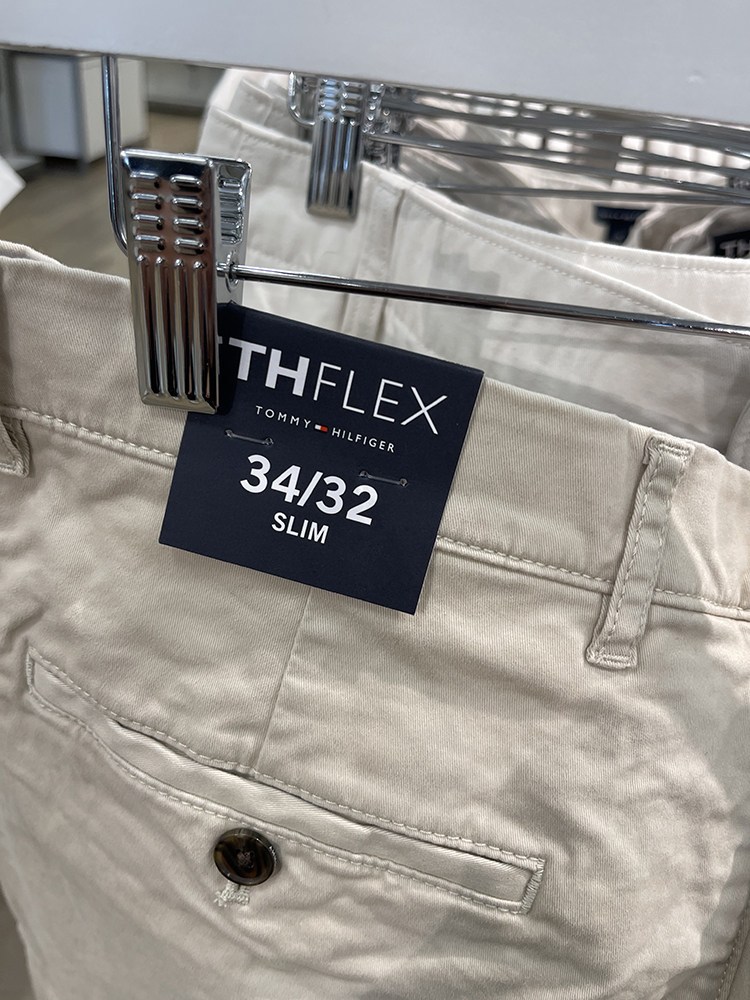 THFLEX
TOMMY HILFIGER
34/32
SLIM